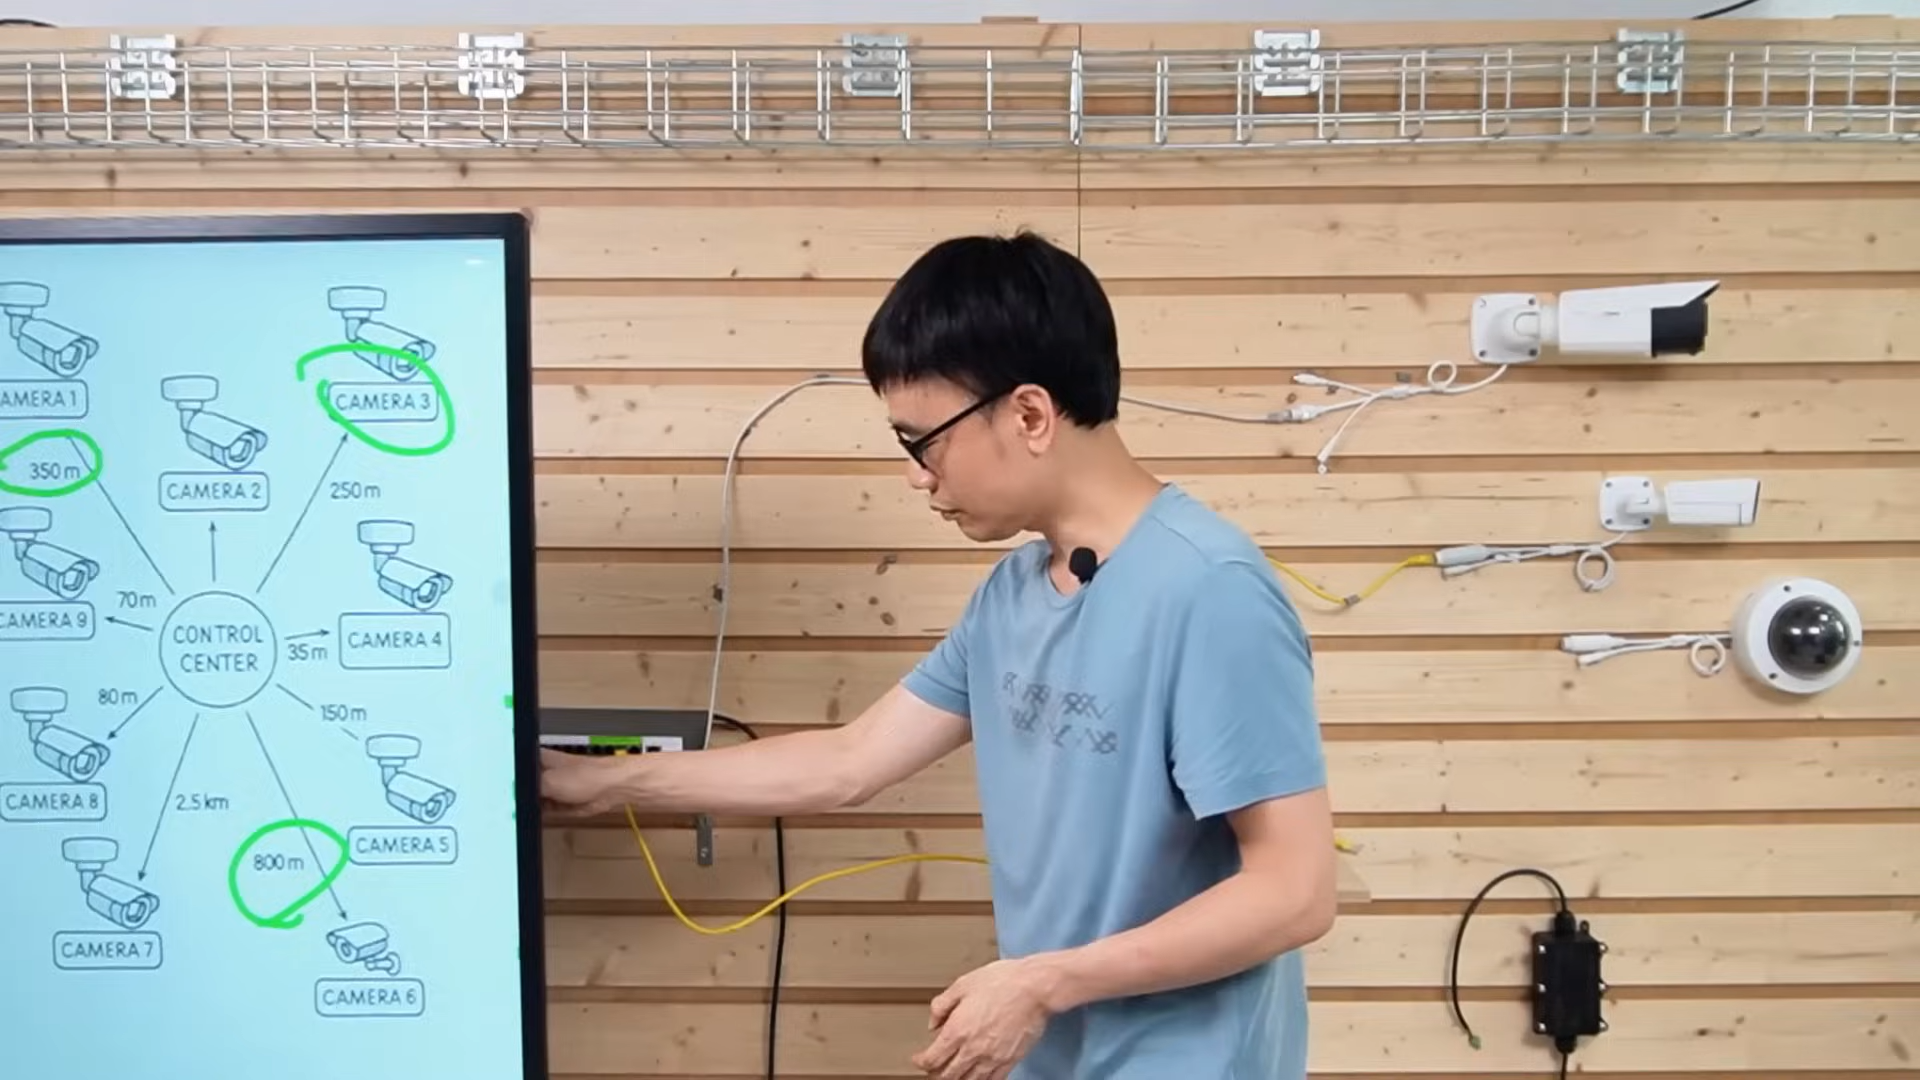 AMERA 1
CAMERA 2
CAMERA 3
350 m
250 m
70 m
CAMERA 9
CONTROL
CENTER
35 m
CAMERA 4
80 m
150 m
CAMERA 8
2.5 km
CAMERA 5
800 m
CAMERA 7
CAMERA 6